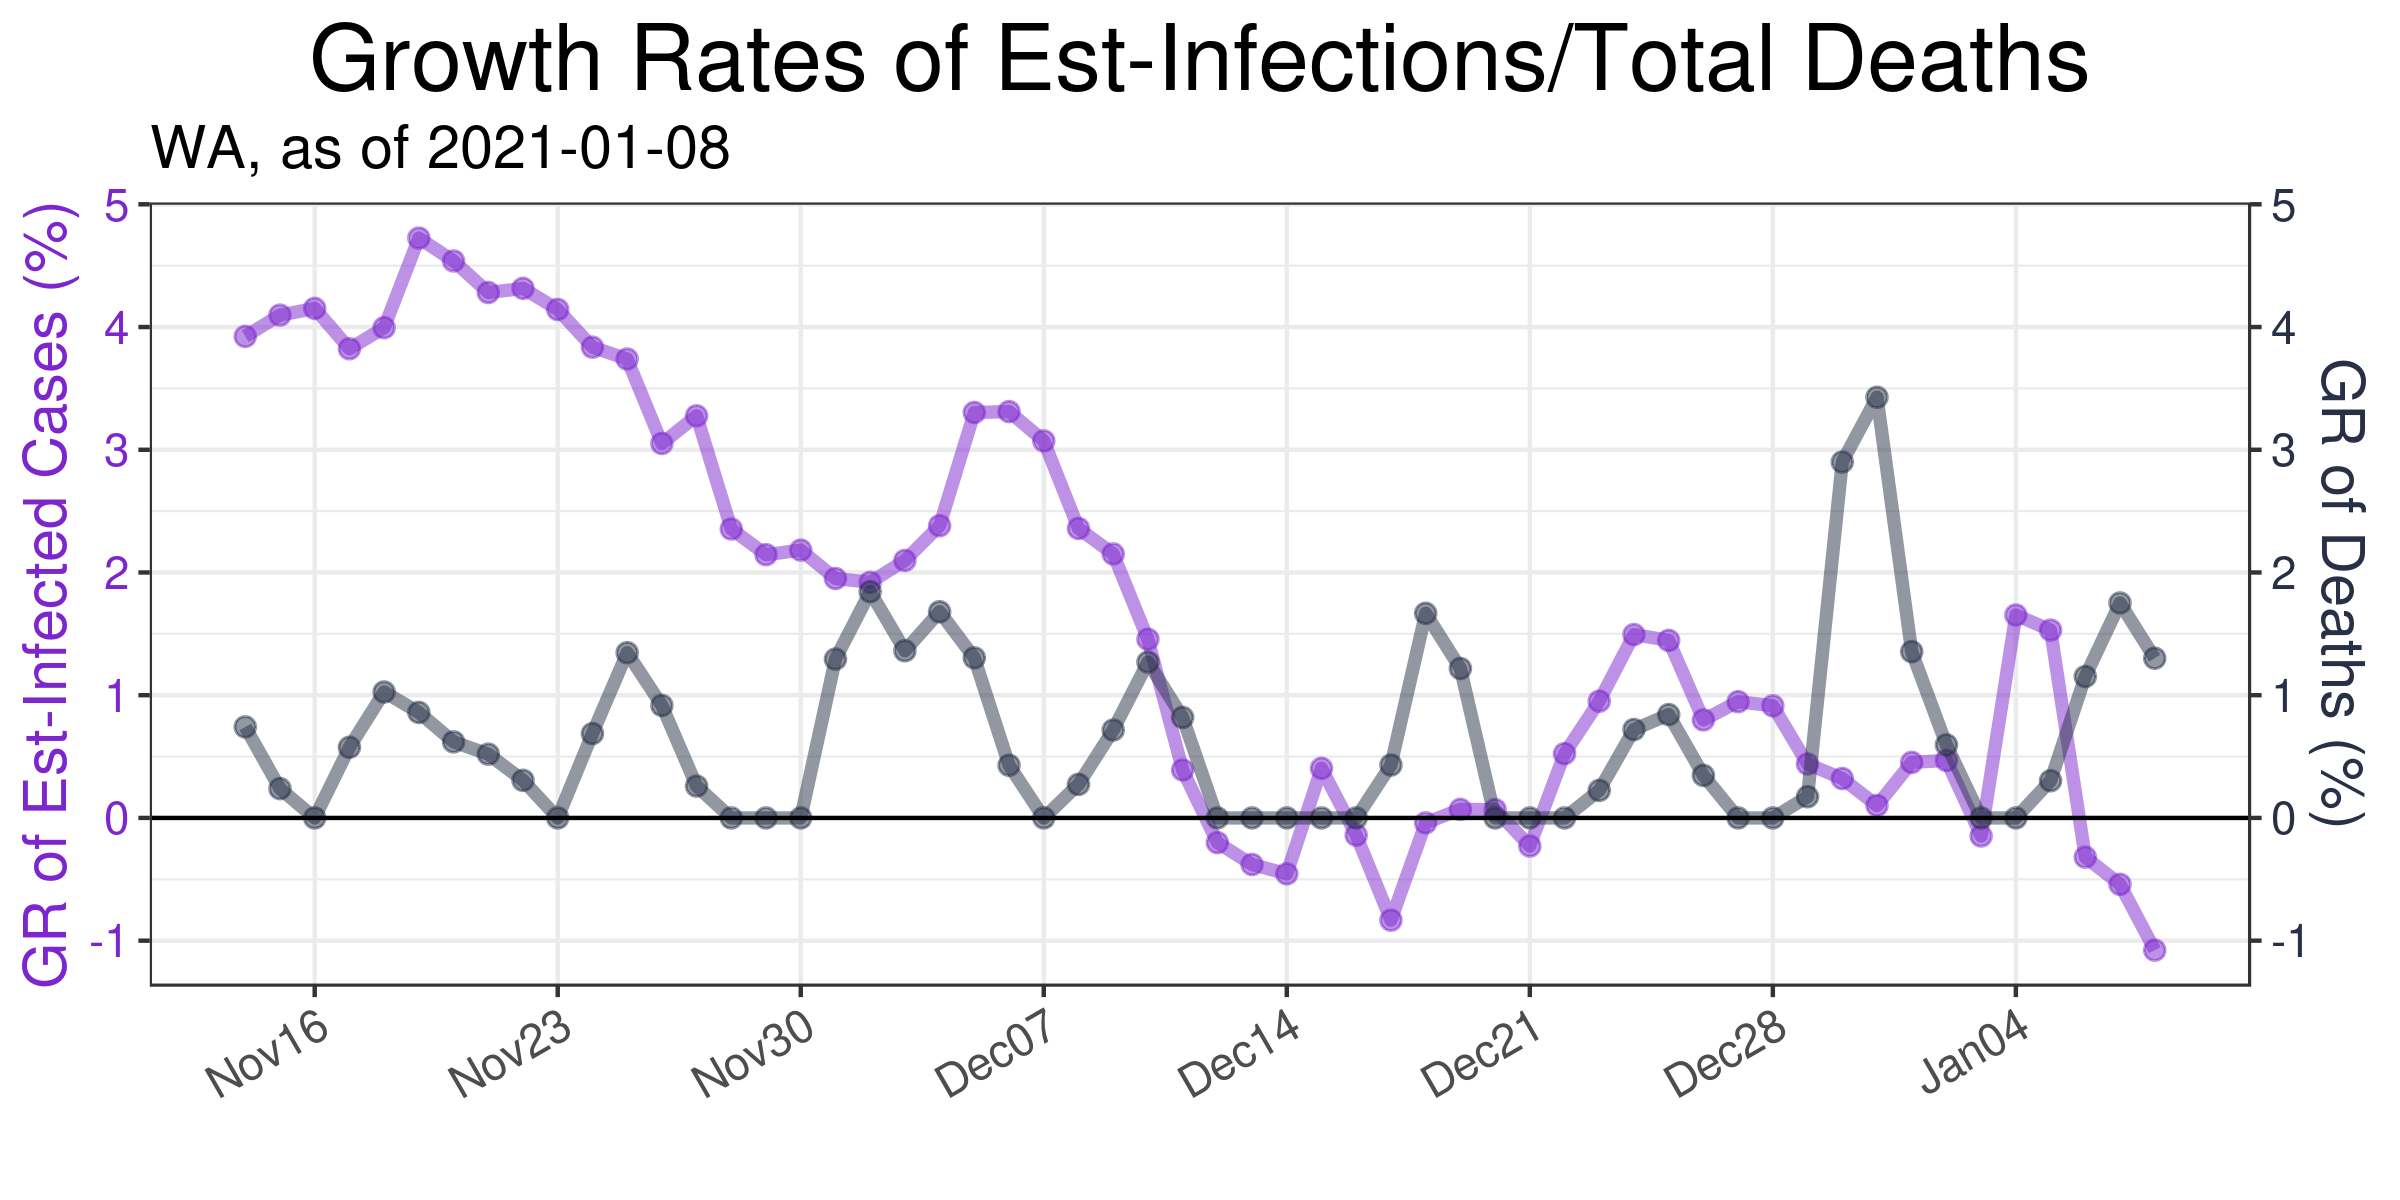 Growth Rates of Est-Infections/Total Deaths
WA, as of 2021-01-08
GR of Est-Infected Cases (%)
5
4
3
2
1
0
-1
5
4
3
2
1
0
-1
GR of Deaths (%)
Nov16
Nov23
Nov30
Dec07
Dec14
Dec21
Dec28
Jan04